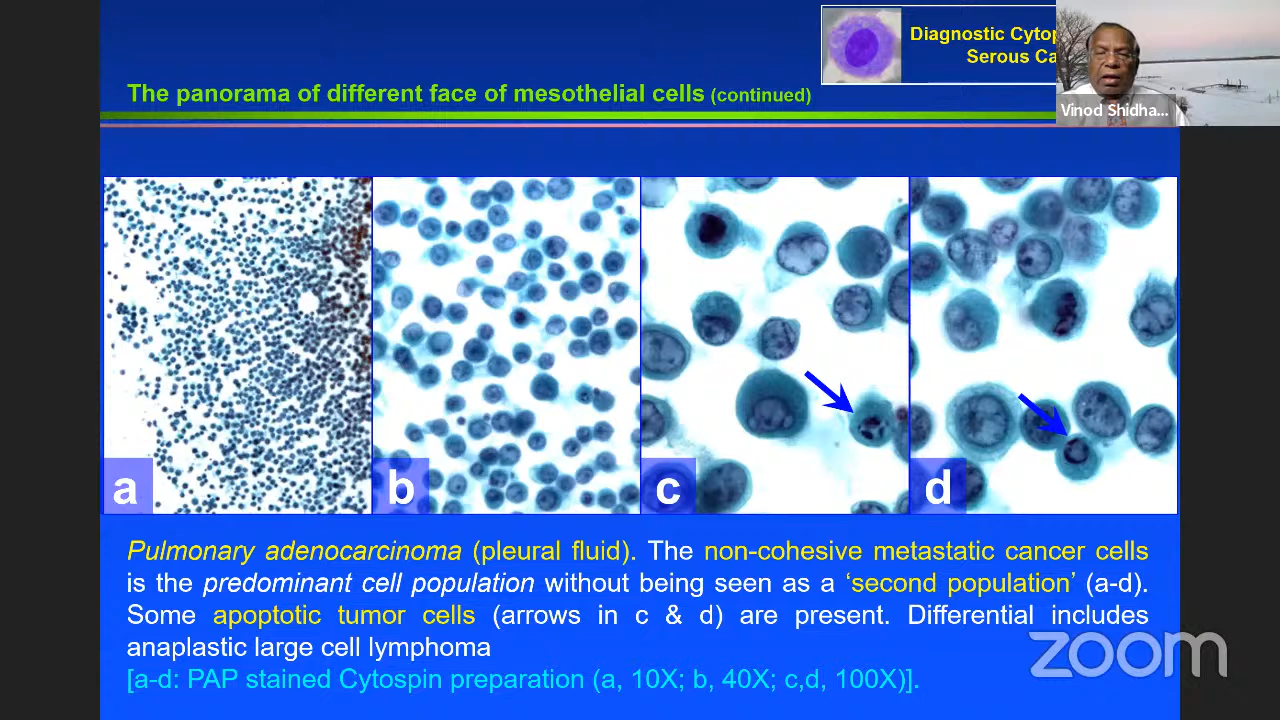 Diagnostic Cytop
Serous Ca
The panorama of different face of mesothelial cells (continued)
Vinod Shidha...
a
b
c
d
Pulmonary adenocarcinoma (pleural fluid). The non-cohesive metastatic cancer cells
is the predominant cell population without being seen as a ‘second population’ (a-d).
Some apoptotic tumor cells (arrows in c & d) are present. Differential includes
anaplastic large cell lymphoma
[a-d: PAP stained Cytospin preparation (a, 10X; b, 40X; c,d, 100X)].
zoom